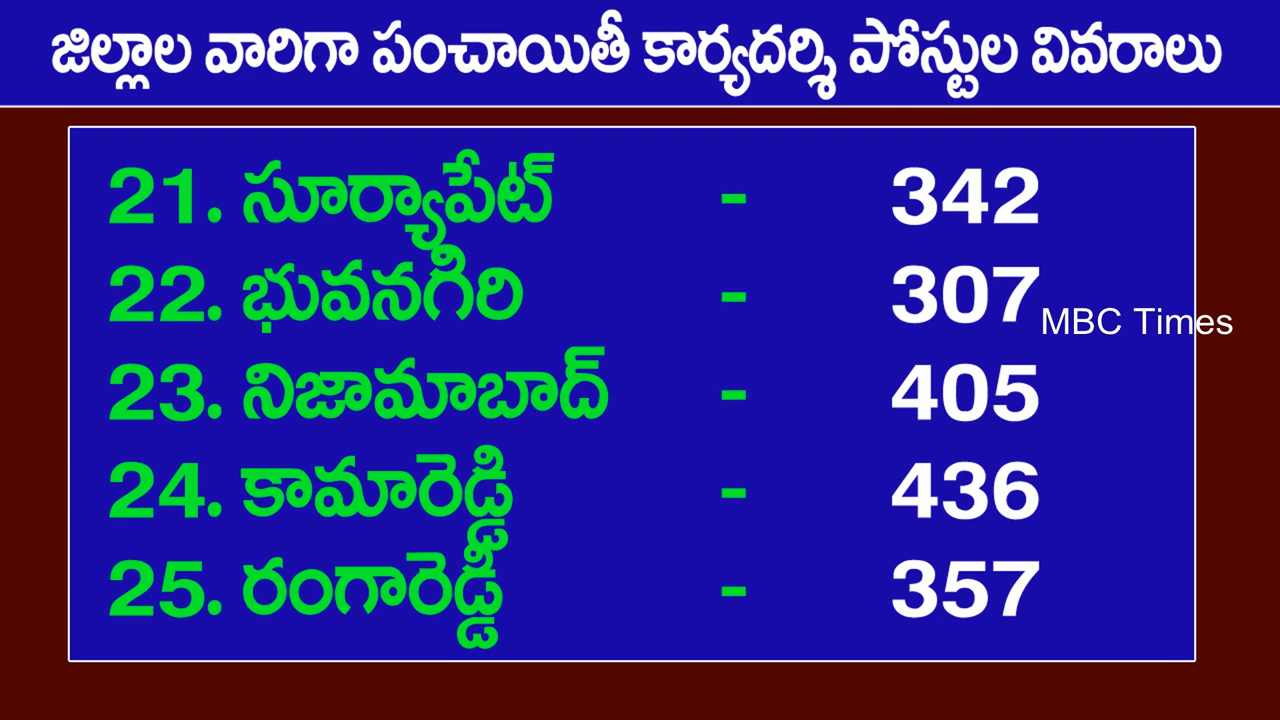 జిల్లాల వారిగా పంచాయితీ కార్యదర్శి పోస్టుల వివరాలు
21. సూర్యాపేట్ - 342
22. భువనగిరి - 307
MBC Times
23. నిజామాబాద్ - 405
24. కామారెడ్డి - 436
25. రంగారెడ్డి - 357